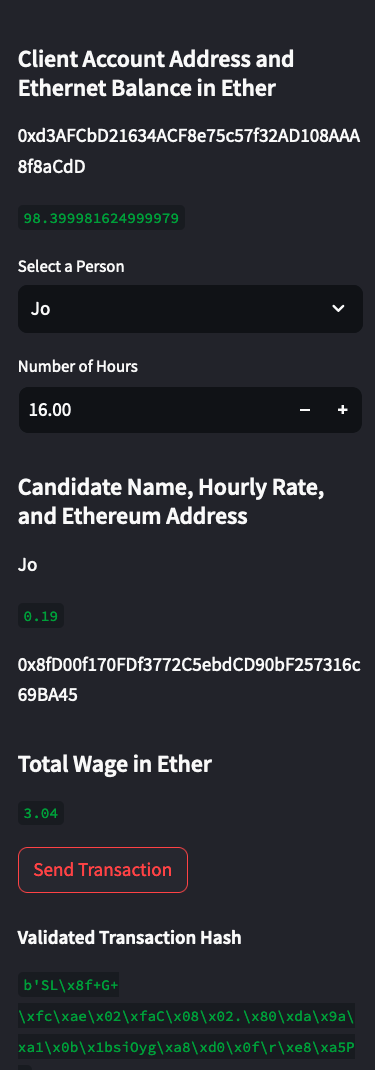 Client Account Address and
Ethernet Balance in Ether
0xd3AFCbD21634ACF8e75c57f32AD108AAA
8f8aCdD
98.399981624999979
Select a Person
Jo
Number of Hours
16.00
Candidate Name, Hourly Rate,
and Ethereum Address
Jo
0.19
0x8fD00f170FDf3772C5ebdCD90bF257316c
69BA45
Total Wage in Ether
3.04
Send Transaction
Validated Transaction Hash
b'SL\x8f+G+
\xfc\xae\x02\xfaC\x08\x02.\x80\xda\x9a\
xa1\x0b\x1bsiOyg\xa8\xd0\x0f\r\xe8\xa5P